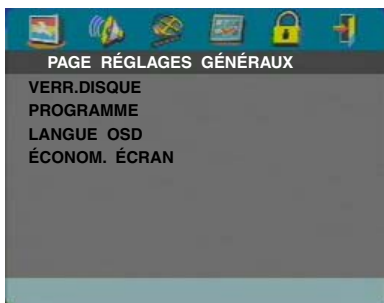 PAGE RÉGLAGES GÉNÉRAUX
VERR.DISQUE
PROGRAMME
LANGUE OSD
ÉCONOM. ÉCRAN